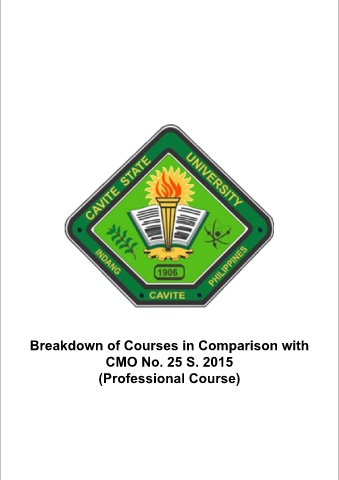 CAVITE STATE UNIVERSITY
INDANG
1906
PHILIPPINES
CAVITE
Breakdown of Courses in Comparison with
CMO No. 25 S. 2015
(Professional Course)